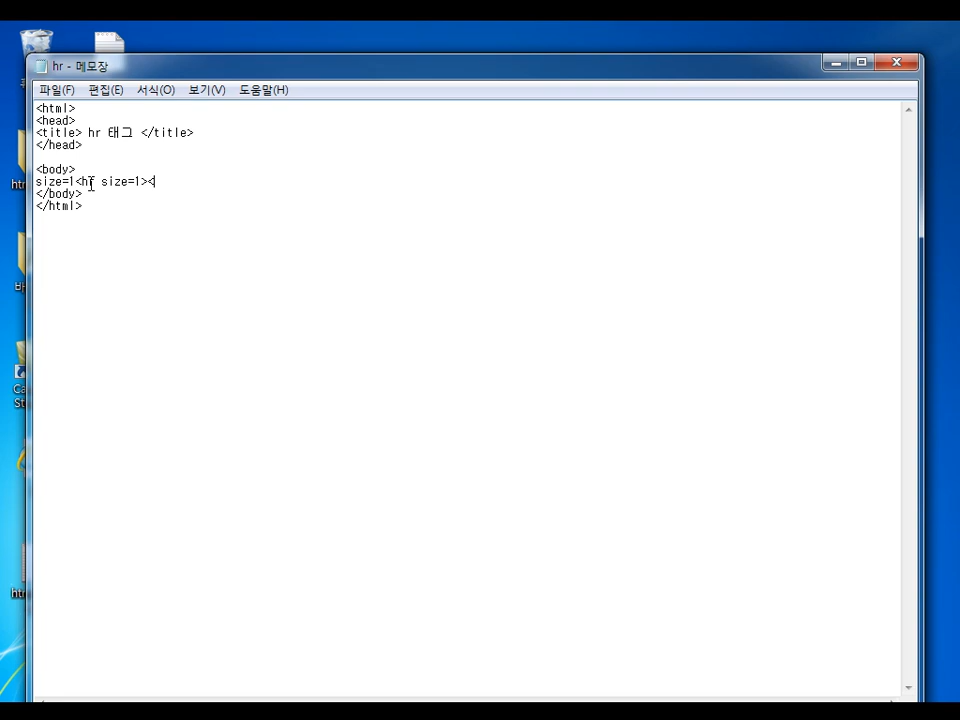 hr - 메모장
파일(F) 편집(E) 서식(O) 보기(V) 도움말(H)
<html>
<head>
<title> hr 태그 </title>
</head>
<body>
size=1<hr size=1><
</body>
</html>